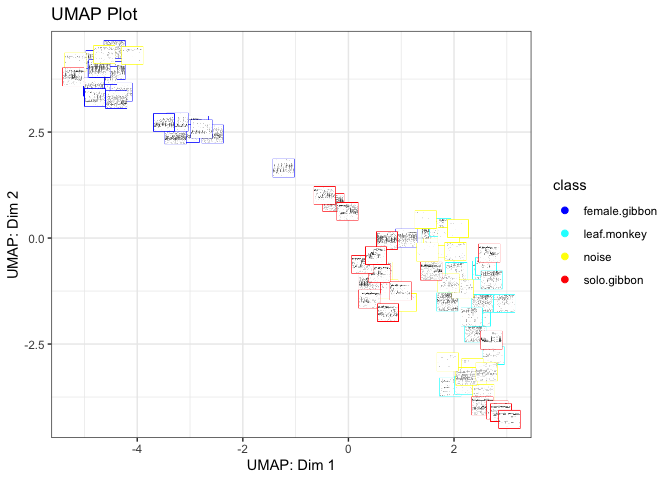 UMAP Plot
UMAP: Dim 2
2.5
0.0
-2.5
-4
-2
0
2
UMAP: Dim 1
class
female.gibbon
leaf.monkey
noise
solo.gibbon